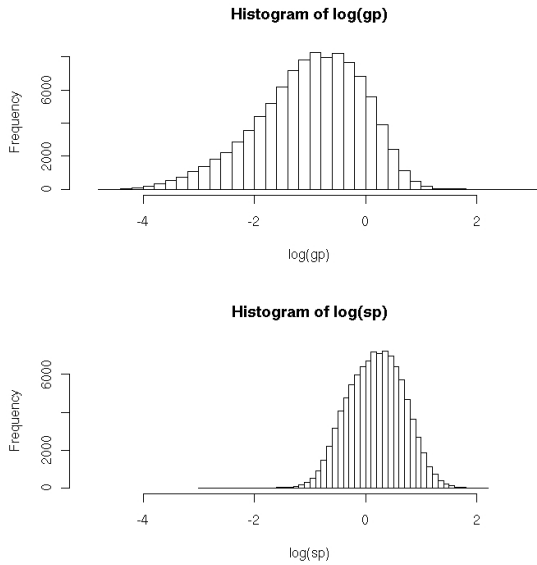 Histogram of log(gp)
Frequency
0
2000
6000
-4
-2
0
2
log(gp)
Histogram of log(sp)
Frequency
0
2000
6000
-4
-2
0
2
log(sp)